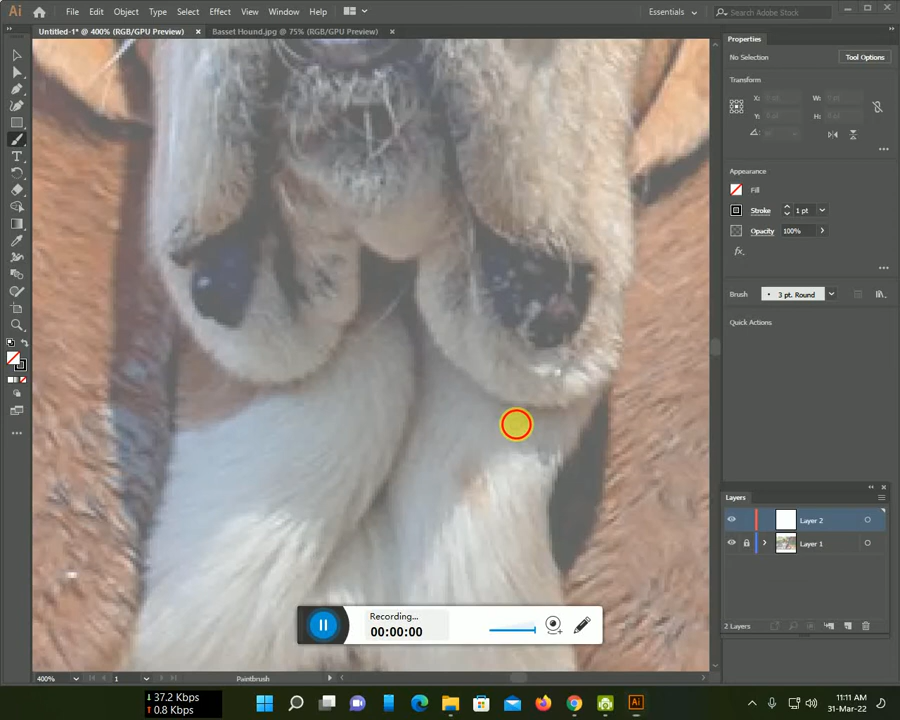 Ai File Edit Object Type Select Effect View Window Help Essentials Search Adobe Stock
Untitled-1* @ 400% (RGB/GPU Preview) × Basset Hound.jpg @ 75% (RGB/GPU Preview) ×
Properties
No Selection Tool Options
Transform
X: W:
Y: H:
Appearance
Fill
Stroke 1 pt
Opacity 100%
fx.
Brush • 3 pt. Round
Quick Actions
Layers
Layer 2
Layer 1
2 Layers
Recording...
00:00:00
400% 1 Paintbrush
↓ 37.2 Kbps
↑ 0.8 Kbps
11:11 AM
31-Mar-22